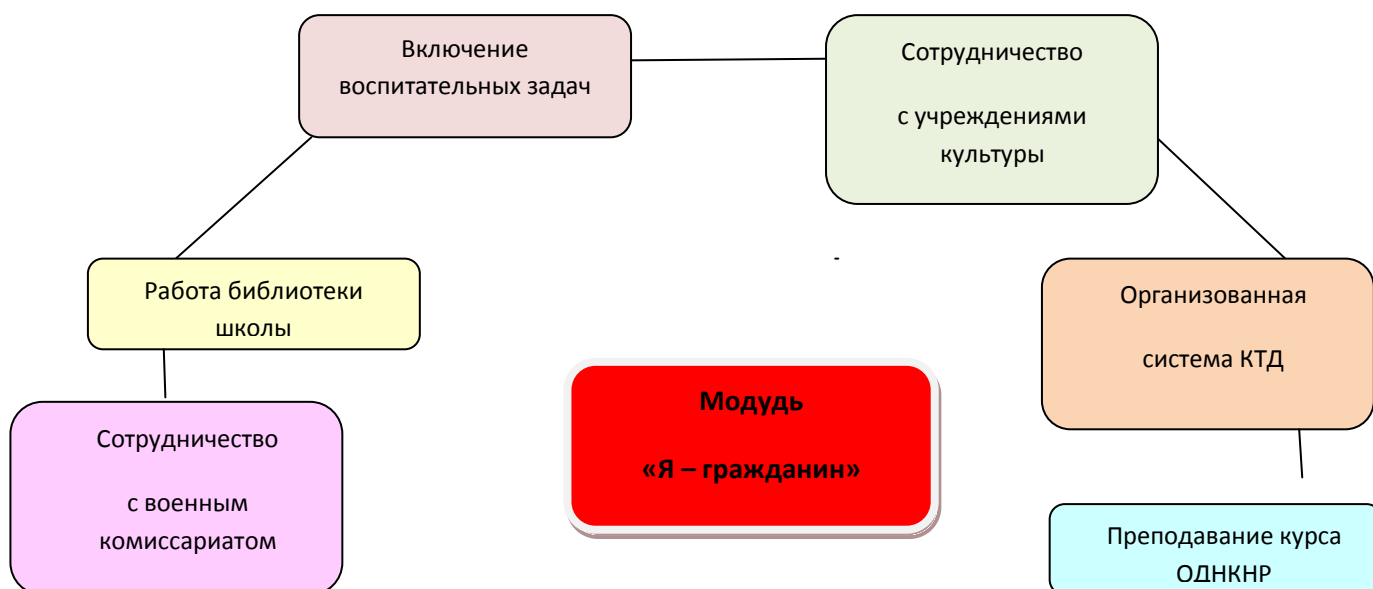 Включение
воспитательных задач
Сотрудничество
с учреждениями
культуры
-
Работа библиотеки
школы
Организованная
система КТД
Модудь
«Я – гражданин»
Сотрудничество
с военным
комиссариатом
Преподавание курса
ОДНКНР